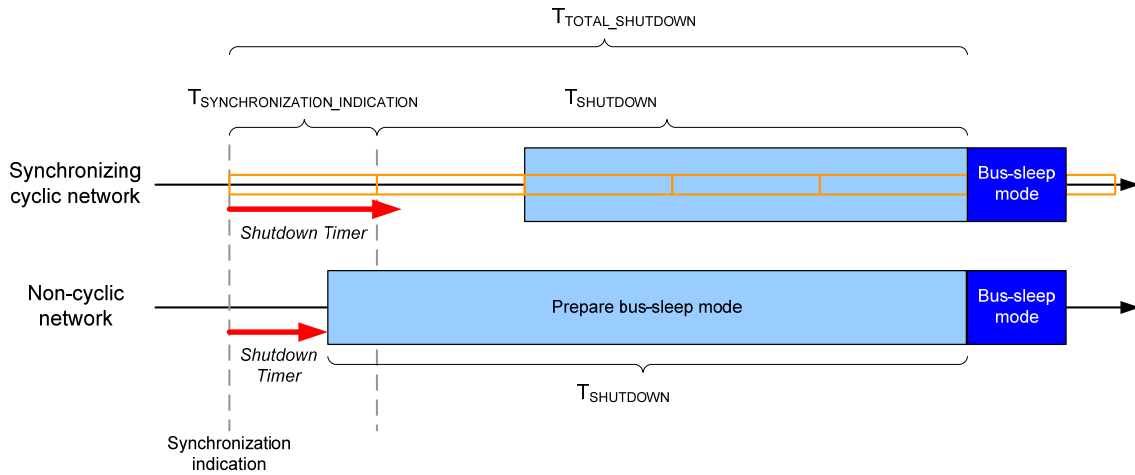 TTOTAL_SHUTDOWN
TSYNCHRONIZATION_INDICATION
TSHUTDOWN
Synchronizing
cyclic network
Bus-sleep
mode
Shutdown Timer
Non-cyclic
network
Prepare bus-sleep mode
Bus-sleep
mode
Shutdown
Timer
TSHUTDOWN
Synchronization
indication